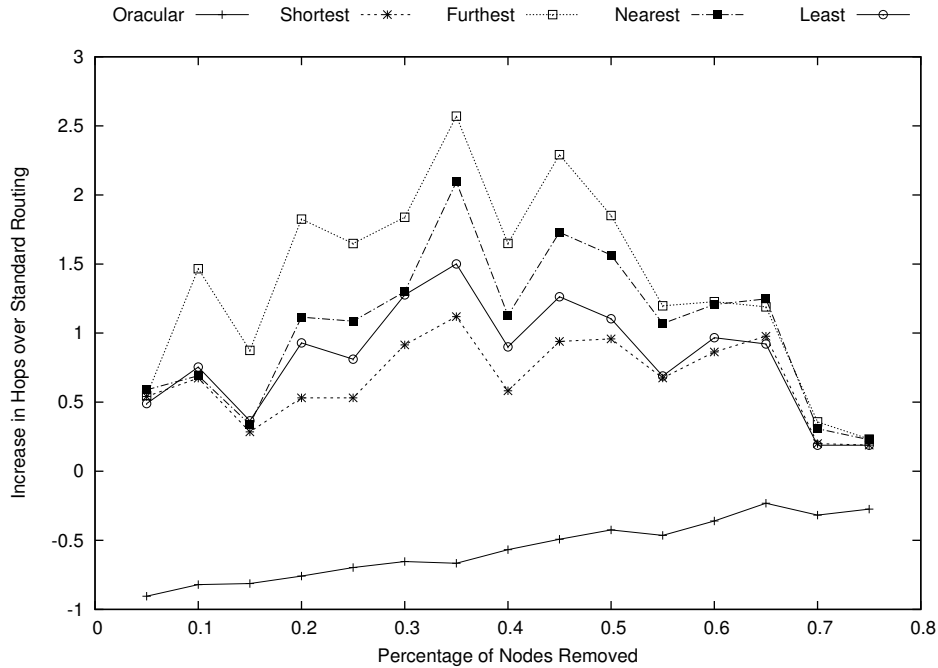 Oracular Shortest Furthest Nearest Least
3
2.5
2
1.5
1
0.5
0
-0.5
-1
0 0.1 0.2 0.3 0.4 0.5 0.6 0.7 0.8
Increase in Hops over Standard Routing
Percentage of Nodes Removed